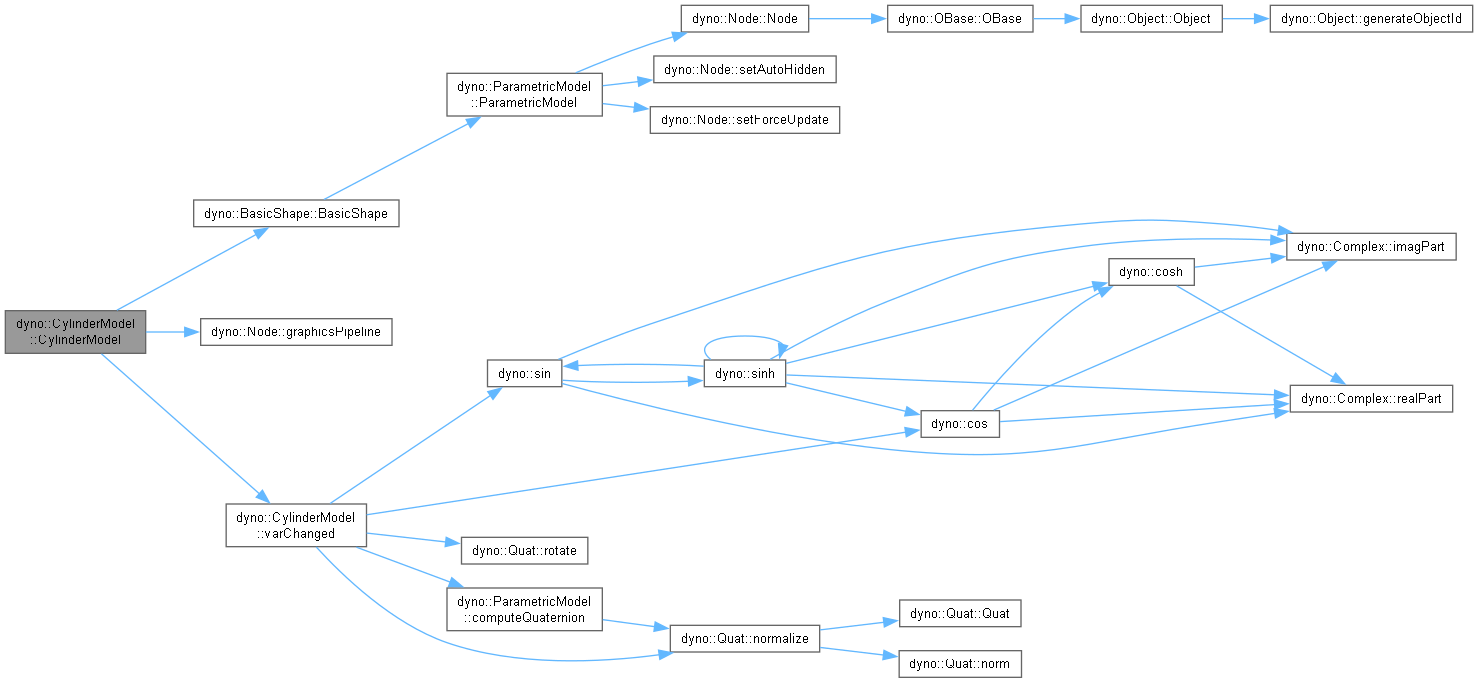 dyno::Node::Node
dyno::OBase::OBase
dyno::Object::Object
dyno::Object::generateObjectId
dyno::Node::setAutoHidden
dyno::ParametricModel
::ParametricModel
dyno::Node::setForceUpdate
dyno::BasicShape::BasicShape
dyno::Complex::imagPart
dyno::cosh
dyno::CylinderModel
::CylinderModel
dyno::Node::graphicsPipeline
dyno::sin
dyno::sinh
dyno::Complex::realPart
dyno::cos
dyno::CylinderModel
::varChanged
dyno::Quat::rotate
dyno::ParametricModel
::computeQuaternion
dyno::Quat::Quat
dyno::Quat::normalize
dyno::Quat::norm